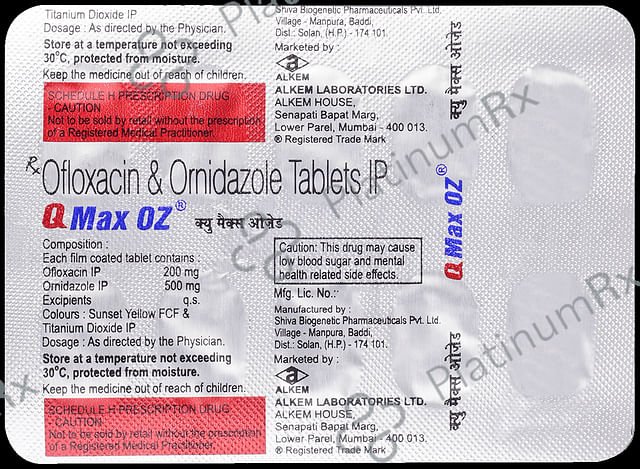 Titanium Dioxide IP
Dosage : As directed by the Physician.
Store at a temperature not exceeding
30°C, protected from moisture.
Keep the medicine out of reach of children.
SCHEDULE H PRESCRIPTION DRUG
- CAUTION
Not to be sold by retail without the prescription
of a Registered Medical Practitioner.
Shiva Biogenetic Pharmaceuticals Pvt. Ltd.
Village - Manpura, Baddi,
Dist.: Solan, (H.P.) - 174 101.
Marketed by :
a
ALKEM
ALKEM LABORATORIES LTD.
ALKEM HOUSE,
Senapati Bapat Marg,
Lower Parel, Mumbai - 400 013.
® Registered Trade Mark
क्यु मैक्स ओज़ेड
Rx Ofloxacin & Ornidazole Tablets IP
Q Max OZ® क्यु मैक्स ओज़ेड
Q Max OZ®
Composition :
Each film coated tablet contains :
Ofloxacin IP 200 mg
Ornidazole IP 500 mg
Excipients q.s.
Colours : Sunset Yellow FCF &
Titanium Dioxide IP
Dosage : As directed by the Physician.
Store at a temperature not exceeding
30°C, protected from moisture.
Keep the medicine out of reach of children.
SCHEDULE H PRESCRIPTION DRUG
- CAUTION
Not to be sold by retail without the prescription
of a Registered Medical Practitioner.
Caution: This drug may cause
low blood sugar and mental
health related side effects.
Mfg. Lic. No.:
Manufactured by :
Shiva Biogenetic Pharmaceuticals Pvt. Ltd.
Village - Manpura, Baddi,
Dist.: Solan, (H.P.) - 174 101.
Marketed by :
a
ALKEM
ALKEM LABORATORIES LTD.
ALKEM HOUSE,
Senapati Bapat Marg,
Lower Parel, Mumbai - 400 013.
® Registered Trade Mark
क्यु मैक्स ओज़ेड
PlatinumRx
PlatinumRx